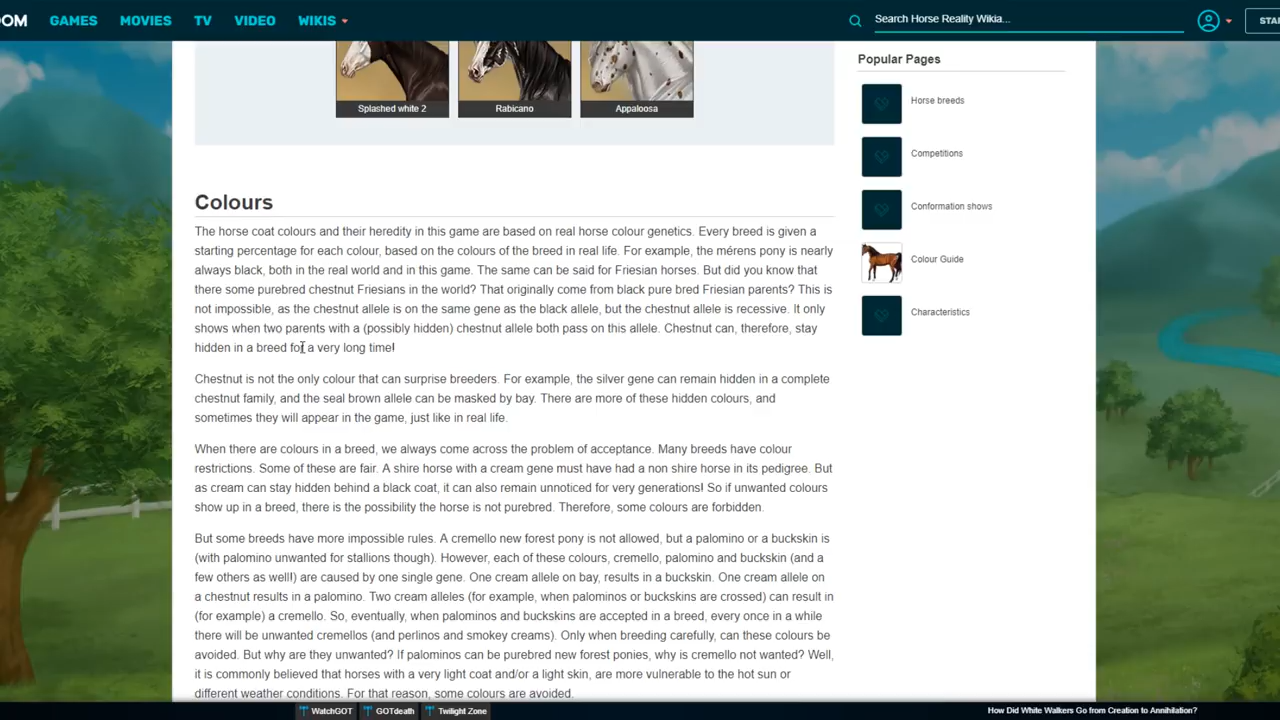 OOM GAMES MOVIES TV VIDEO WIKIS Search Horse Reality Wikia... STAR
Splashed white 2 Rabicano Appaloosa
Popular Pages
Horse breeds
Competitions
Conformation shows
Colour Guide
Characteristics
Colours
The horse coat colours and their heredity in this game are based on real horse colour genetics. Every breed is given a
starting percentage for each colour, based on the colours of the breed in real life. For example, the mérens pony is nearly
always black, both in the real world and in this game. The same can be said for Friesian horses. But did you know that
there some purebred chestnut Friesians in the world? That originally come from black pure bred Friesian parents? This is
not impossible, as the chestnut allele is on the same gene as the black allele, but the chestnut allele is recessive. It only
shows when two parents with a (possibly hidden) chestnut allele both pass on this allele. Chestnut can, therefore, stay
hidden in a breed for a very long time!
Chestnut is not the only colour that can surprise breeders. For example, the silver gene can remain hidden in a complete
chestnut family, and the seal brown allele can be masked by bay. There are more of these hidden colours, and
sometimes they will appear in the game, just like in real life.
When there are colours in a breed, we always come across the problem of acceptance. Many breeds have colour
restrictions. Some of these are fair. A shire horse with a cream gene must have had a non shire horse in its pedigree. But
as cream can stay hidden behind a black coat, it can also remain unnoticed for very generations! So if unwanted colours
show up in a breed, there is the possibility the horse is not purebred. Therefore, some colours are forbidden.
But some breeds have more impossible rules. A cremello new forest pony is not allowed, but a palomino or a buckskin is
(with palomino unwanted for stallions though). However, each of these colours, cremello, palomino and buckskin (and a
few others as well!) are caused by one single gene. One cream allele on bay, results in a buckskin. One cream allele on
a chestnut results in a palomino. Two cream alleles (for example, when palominos or buckskins are crossed) can result in
(for example) a cremello. So, eventually, when palominos and buckskins are accepted in a breed, every once in a while
there will be unwanted cremellos (and perlinos and smokey creams). Only when breeding carefully, can these colours be
avoided. But why are they unwanted? If palominos can be purebred new forest ponies, why is cremello not wanted? Well,
it is commonly believed that horses with a very light coat and/or a light skin, are more vulnerable to the hot sun or
different weather conditions. For that reason, some colours are avoided.
WatchGOT GOTdeath Twilight Zone How Did White Walkers Go from Creation to Annihilation?